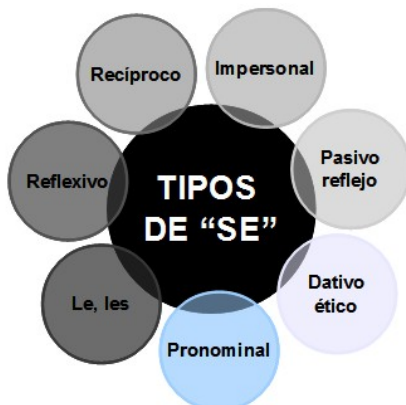 TIPOS
DE “SE”
Recíproco
Impersonal
Pasivo
reflejo
Dativo
ético
Pronominal
Le, les
Reflexivo